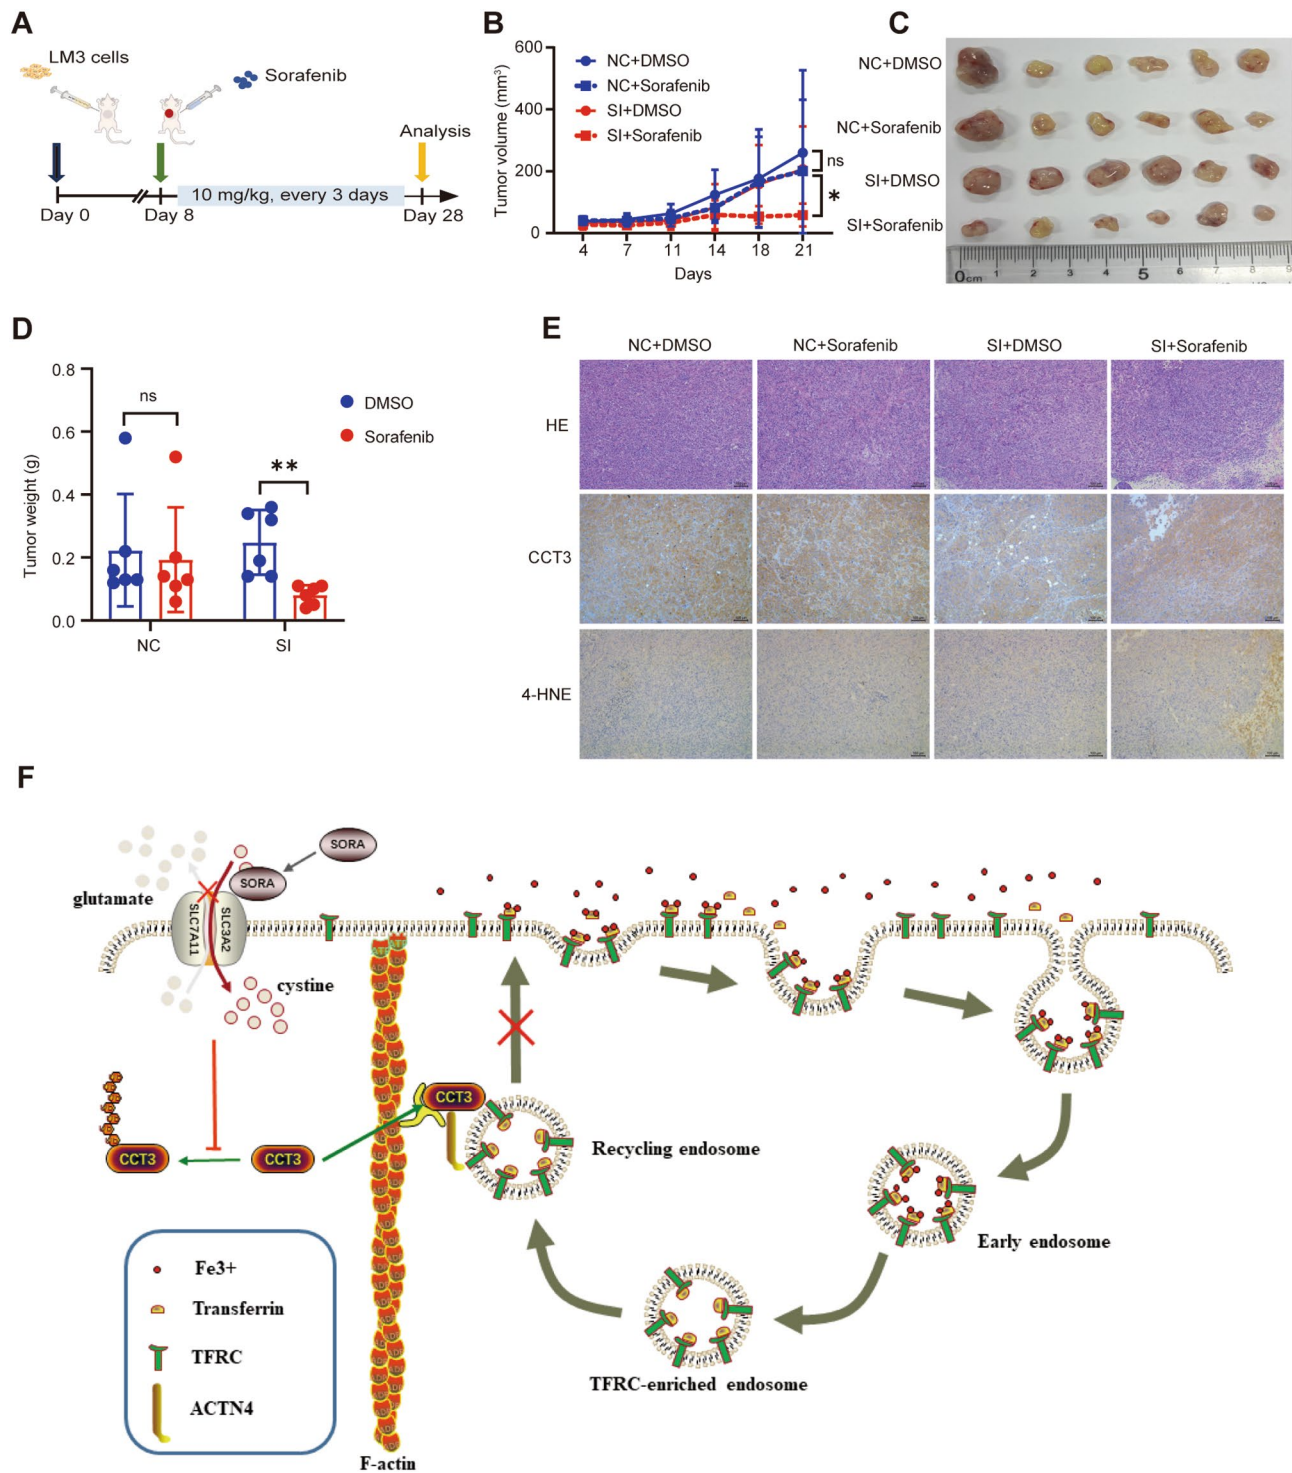 A
LM3 cells
Sorafenib
Analysis
10 mg/kg, every 3 days
Day 0
Day 8
Day 28
B
600
400
200
0
Tumor volume (mm³)
NC+DMSO
NC+Sorafenib
SI+DMSO
SI+Sorafenib
ns
*
4 7 11 14 18 21
Days
C
NC+DMSO
NC+Sorafenib
SI+DMSO
SI+Sorafenib
0cm 1 2 3 4 5 6 7 8 9
D
0.8
0.6
0.4
0.2
0.0
Tumor weight (g)
ns
**
DMSO
Sorafenib
NC SI
E
NC+DMSO NC+Sorafenib SI+DMSO SI+Sorafenib
HE
CCT3
4-HNE
F
SORA
SORA
glutamate
SLC7A11
SLC3A2
cystine
CCT3
CCT3
CCT3
Recycling endosome
Early endosome
TFRC-enriched endosome
Fe3+
Transferrin
TFRC
ACTN4
F-actin